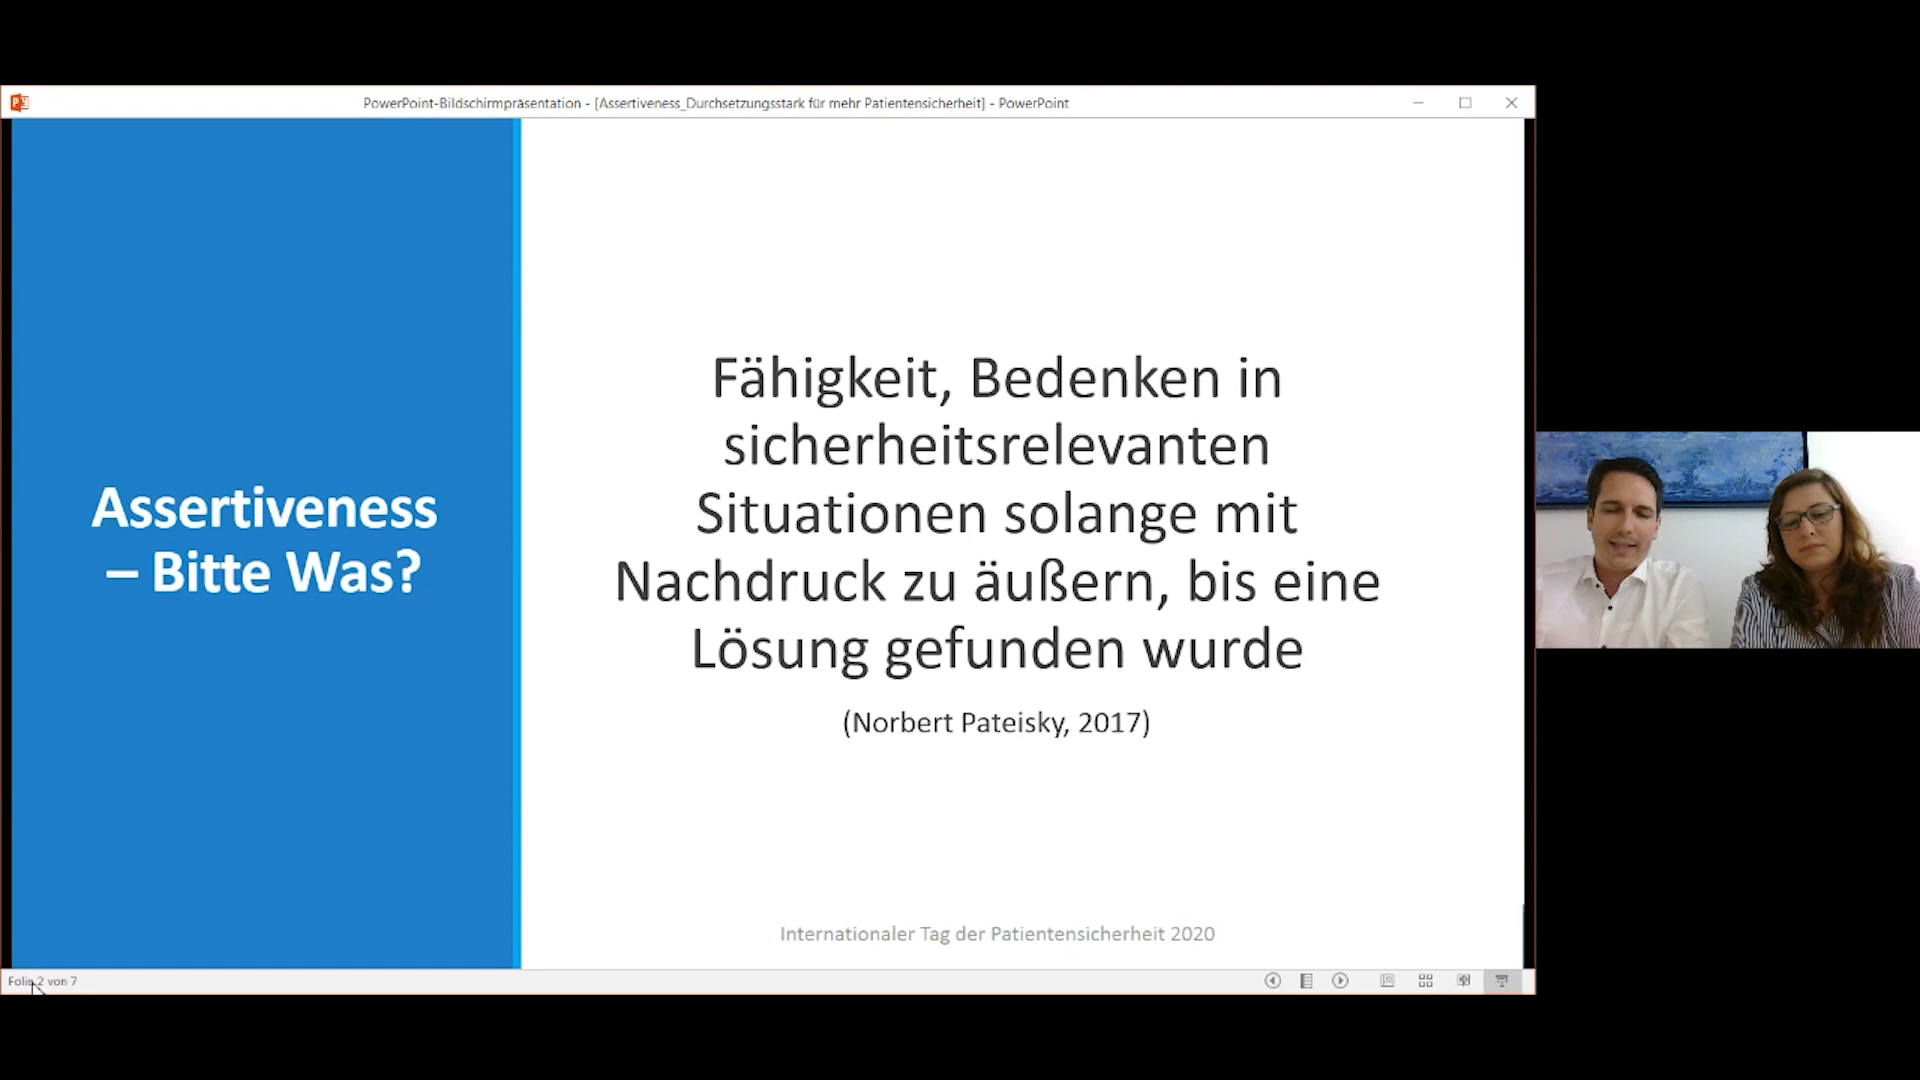 PowerPoint-Bildschirmpräsentation - [Assertiveness_Durchsetzungsstark für mehr Patientensicherheit] - PowerPoint
Assertiveness
– Bitte Was?
Fähigkeit, Bedenken in
sicherheitsrelevanten
Situationen solange mit
Nachdruck zu äußern, bis eine
Lösung gefunden wurde
(Norbert Pateisky, 2017)
Internationaler Tag der Patientensicherheit 2020
Folie 2 von 7